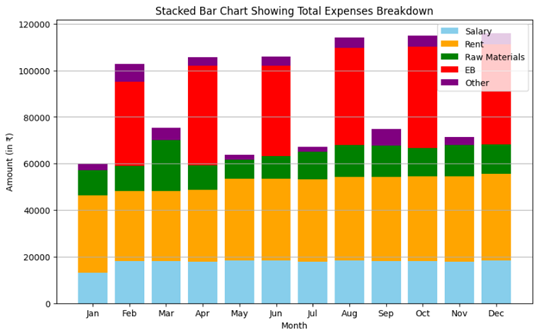 Stacked Bar Chart Showing Total Expenses Breakdown
120000
100000
80000
60000
40000
20000
0
Amount (in ₹)
Salary
Rent
Raw Materials
EB
Other
Jan Feb Mar Apr May Jun Jul Aug Sep Oct Nov Dec
Month